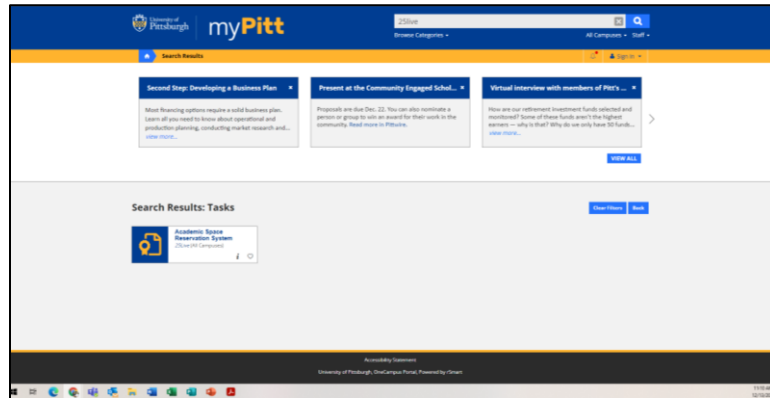 University of
Pittsburgh
myPitt
25live
Browse Categories
All Campuses
Staff
Search Results
Sign in
Second Step: Developing a Business Plan ×
Most financing options require a solid business plan.
Learn all you need to know about operational and
production planning, conducting market research and...
view more...
Present at the Community Engaged Schol... ×
Proposals are due Dec. 22. You can also nominate a
person or group to win an award for their work in the
community. Read more in Pittwire.
Virtual interview with members of Pitt's ... ×
How are our retirement investment funds selected and
monitored? Some of these funds aren't the highest
earners — why is that? Why do we only have 50 funds...
view more...
VIEW ALL
Search Results: Tasks
Clear Filters
Back
Academic Space
Reservation System
25Live (All Campuses)
i
Accessibility Statement
University of Pittsburgh, OneCampus Portal, Powered by rSmart